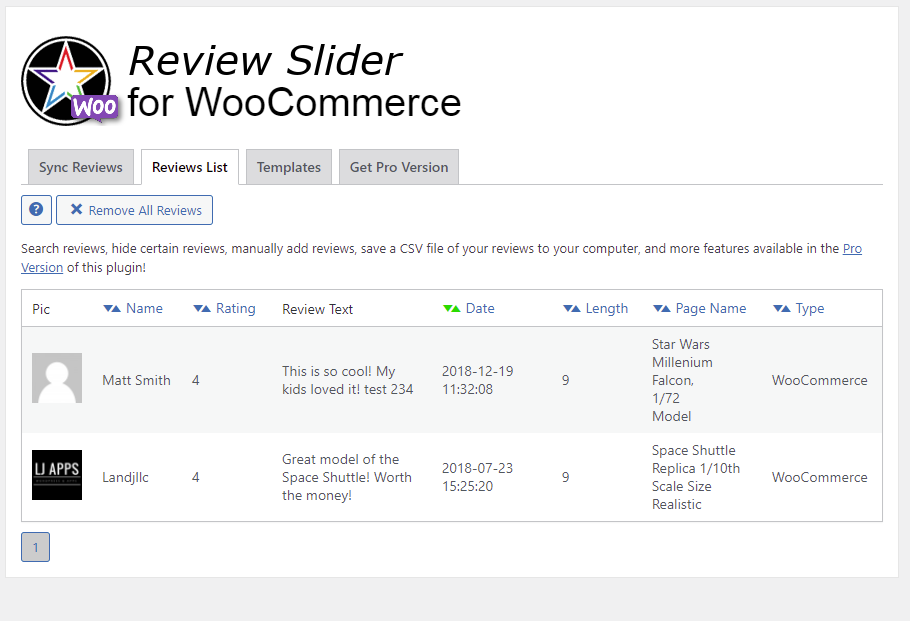 Review Slider
WOO
for WooCommerce
Sync Reviews
Reviews List
Templates
Get Pro Version
?
Remove All Reviews
Search reviews, hide certain reviews, manually add reviews, save a CSV file of your reviews to your computer, and more features available in the Pro
Version of this plugin!
Pic
Name
Rating
Review Text
Date
Length
Page Name
Type
Matt Smith
4
This is so cool! My
kids loved it! test 234
2018-12-19
11:32:08
9
Star Wars
Millenium
Falcon,
1/72
Model
WooCommerce
LJ APPS
Landjllc
4
Great model of the
Space Shuttle! Worth
the money!
2018-07-23
15:25:20
9
Space Shuttle
Replica 1/10th
Scale Size
Realistic
WooCommerce
1